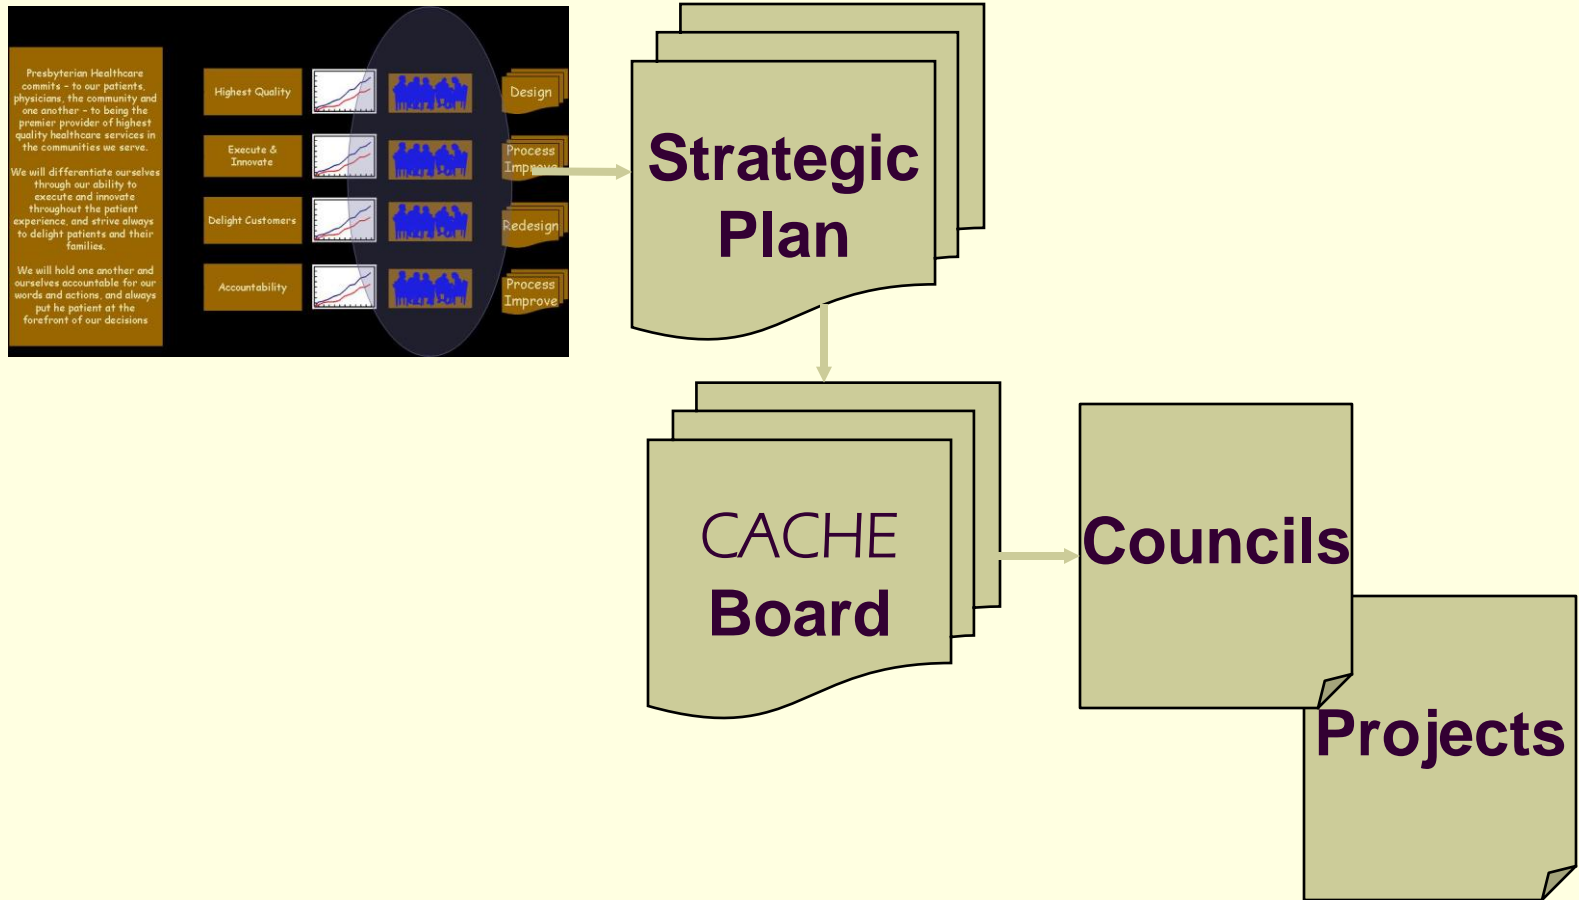 Presbyterian Healthcare
commits – to our patients,
physicians, the community and
one another – to being the
premier provider of highest
quality healthcare services in
the communities we serve.
We will differentiate ourselves
through our ability to
execute and innovate
throughout the patient
experience, and strive always
to delight patients and their
families.
We will hold one another and
ourselves accountable for our
words and actions, and always
put he patient at the
forefront of our decisions
Highest Quality
Design
Execute &
Innovate
Process
Improve
Delight Customers
Redesign
Accountability
Process
Improve
Strategic
Plan
CACHE
Board
Councils
Projects